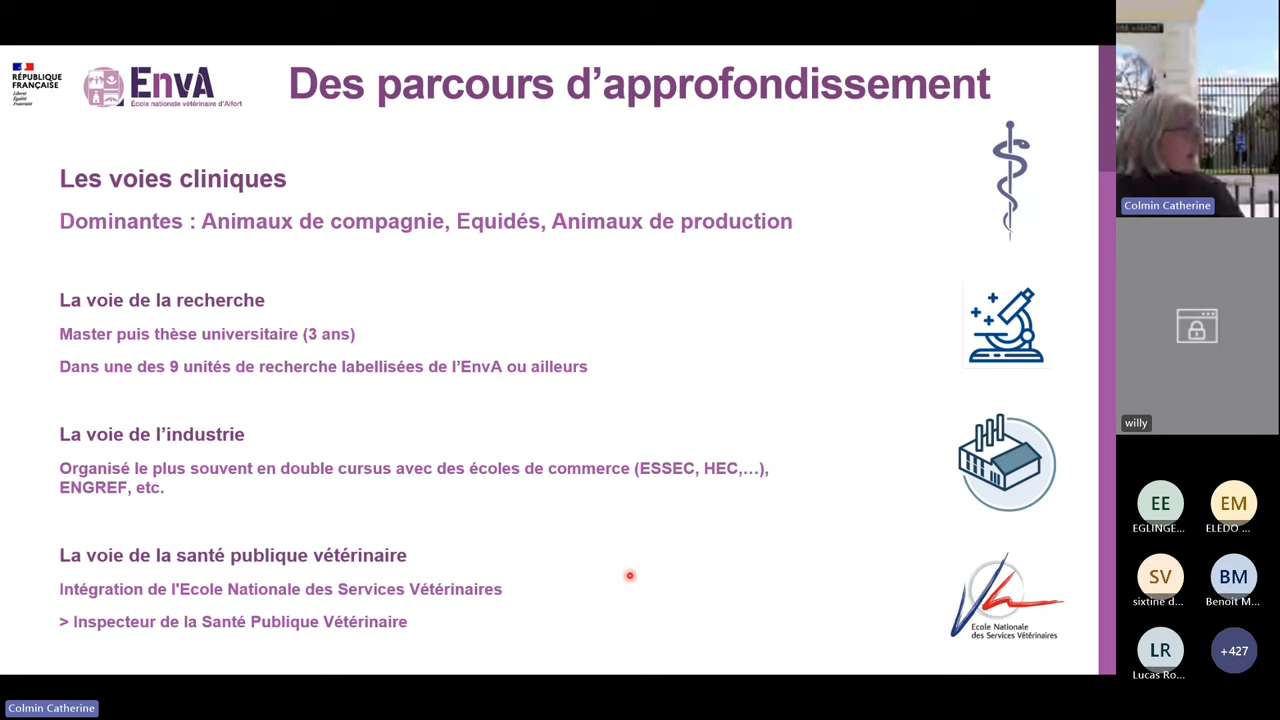 RÉPUBLIQUE
FRANÇAISE
Liberté
Égalité
Fraternité
EnvA
École nationale vétérinaire d'Alfort
Des parcours d’approfondissement
Les voies cliniques
Dominantes : Animaux de compagnie, Equidés, Animaux de production
La voie de la recherche
Master puis thèse universitaire (3 ans)
Dans une des 9 unités de recherche labellisées de l’EnvA ou ailleurs
La voie de l’industrie
Organisé le plus souvent en double cursus avec des écoles de commerce (ESSEC, HEC,…),
ENGREF, etc.
La voie de la santé publique vétérinaire
Intégration de l'Ecole Nationale des Services Vétérinaires
> Inspecteur de la Santé Publique Vétérinaire
Ecole Nationale
des Services Vétérinaires
Colmin Catherine
willy
EE
EGLINGE...
EM
ELEDO ...
SV
sixtine d...
BM
Benoît M...
LR
Lucas Ro...
+427
Colmin Catherine